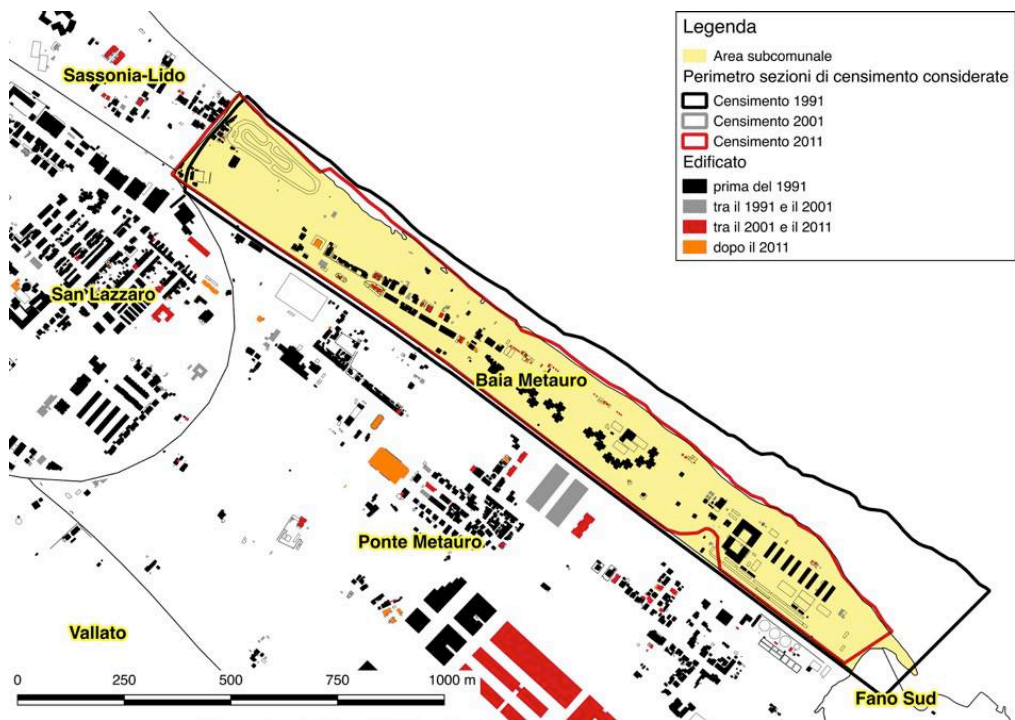 Legenda
Area subcomunale
Perimetro sezioni di censimento considerate
Censimento 1991
Censimento 2001
Censimento 2011
Edificato
prima del 1991
tra il 1991 e il 2001
tra il 2001 e il 2011
dopo il 2011
Sassonia-Lido
San Lazzaro
Baia Metauro
Ponte Metauro
Vallato
Fano Sud
0 250 500 750 1000 m